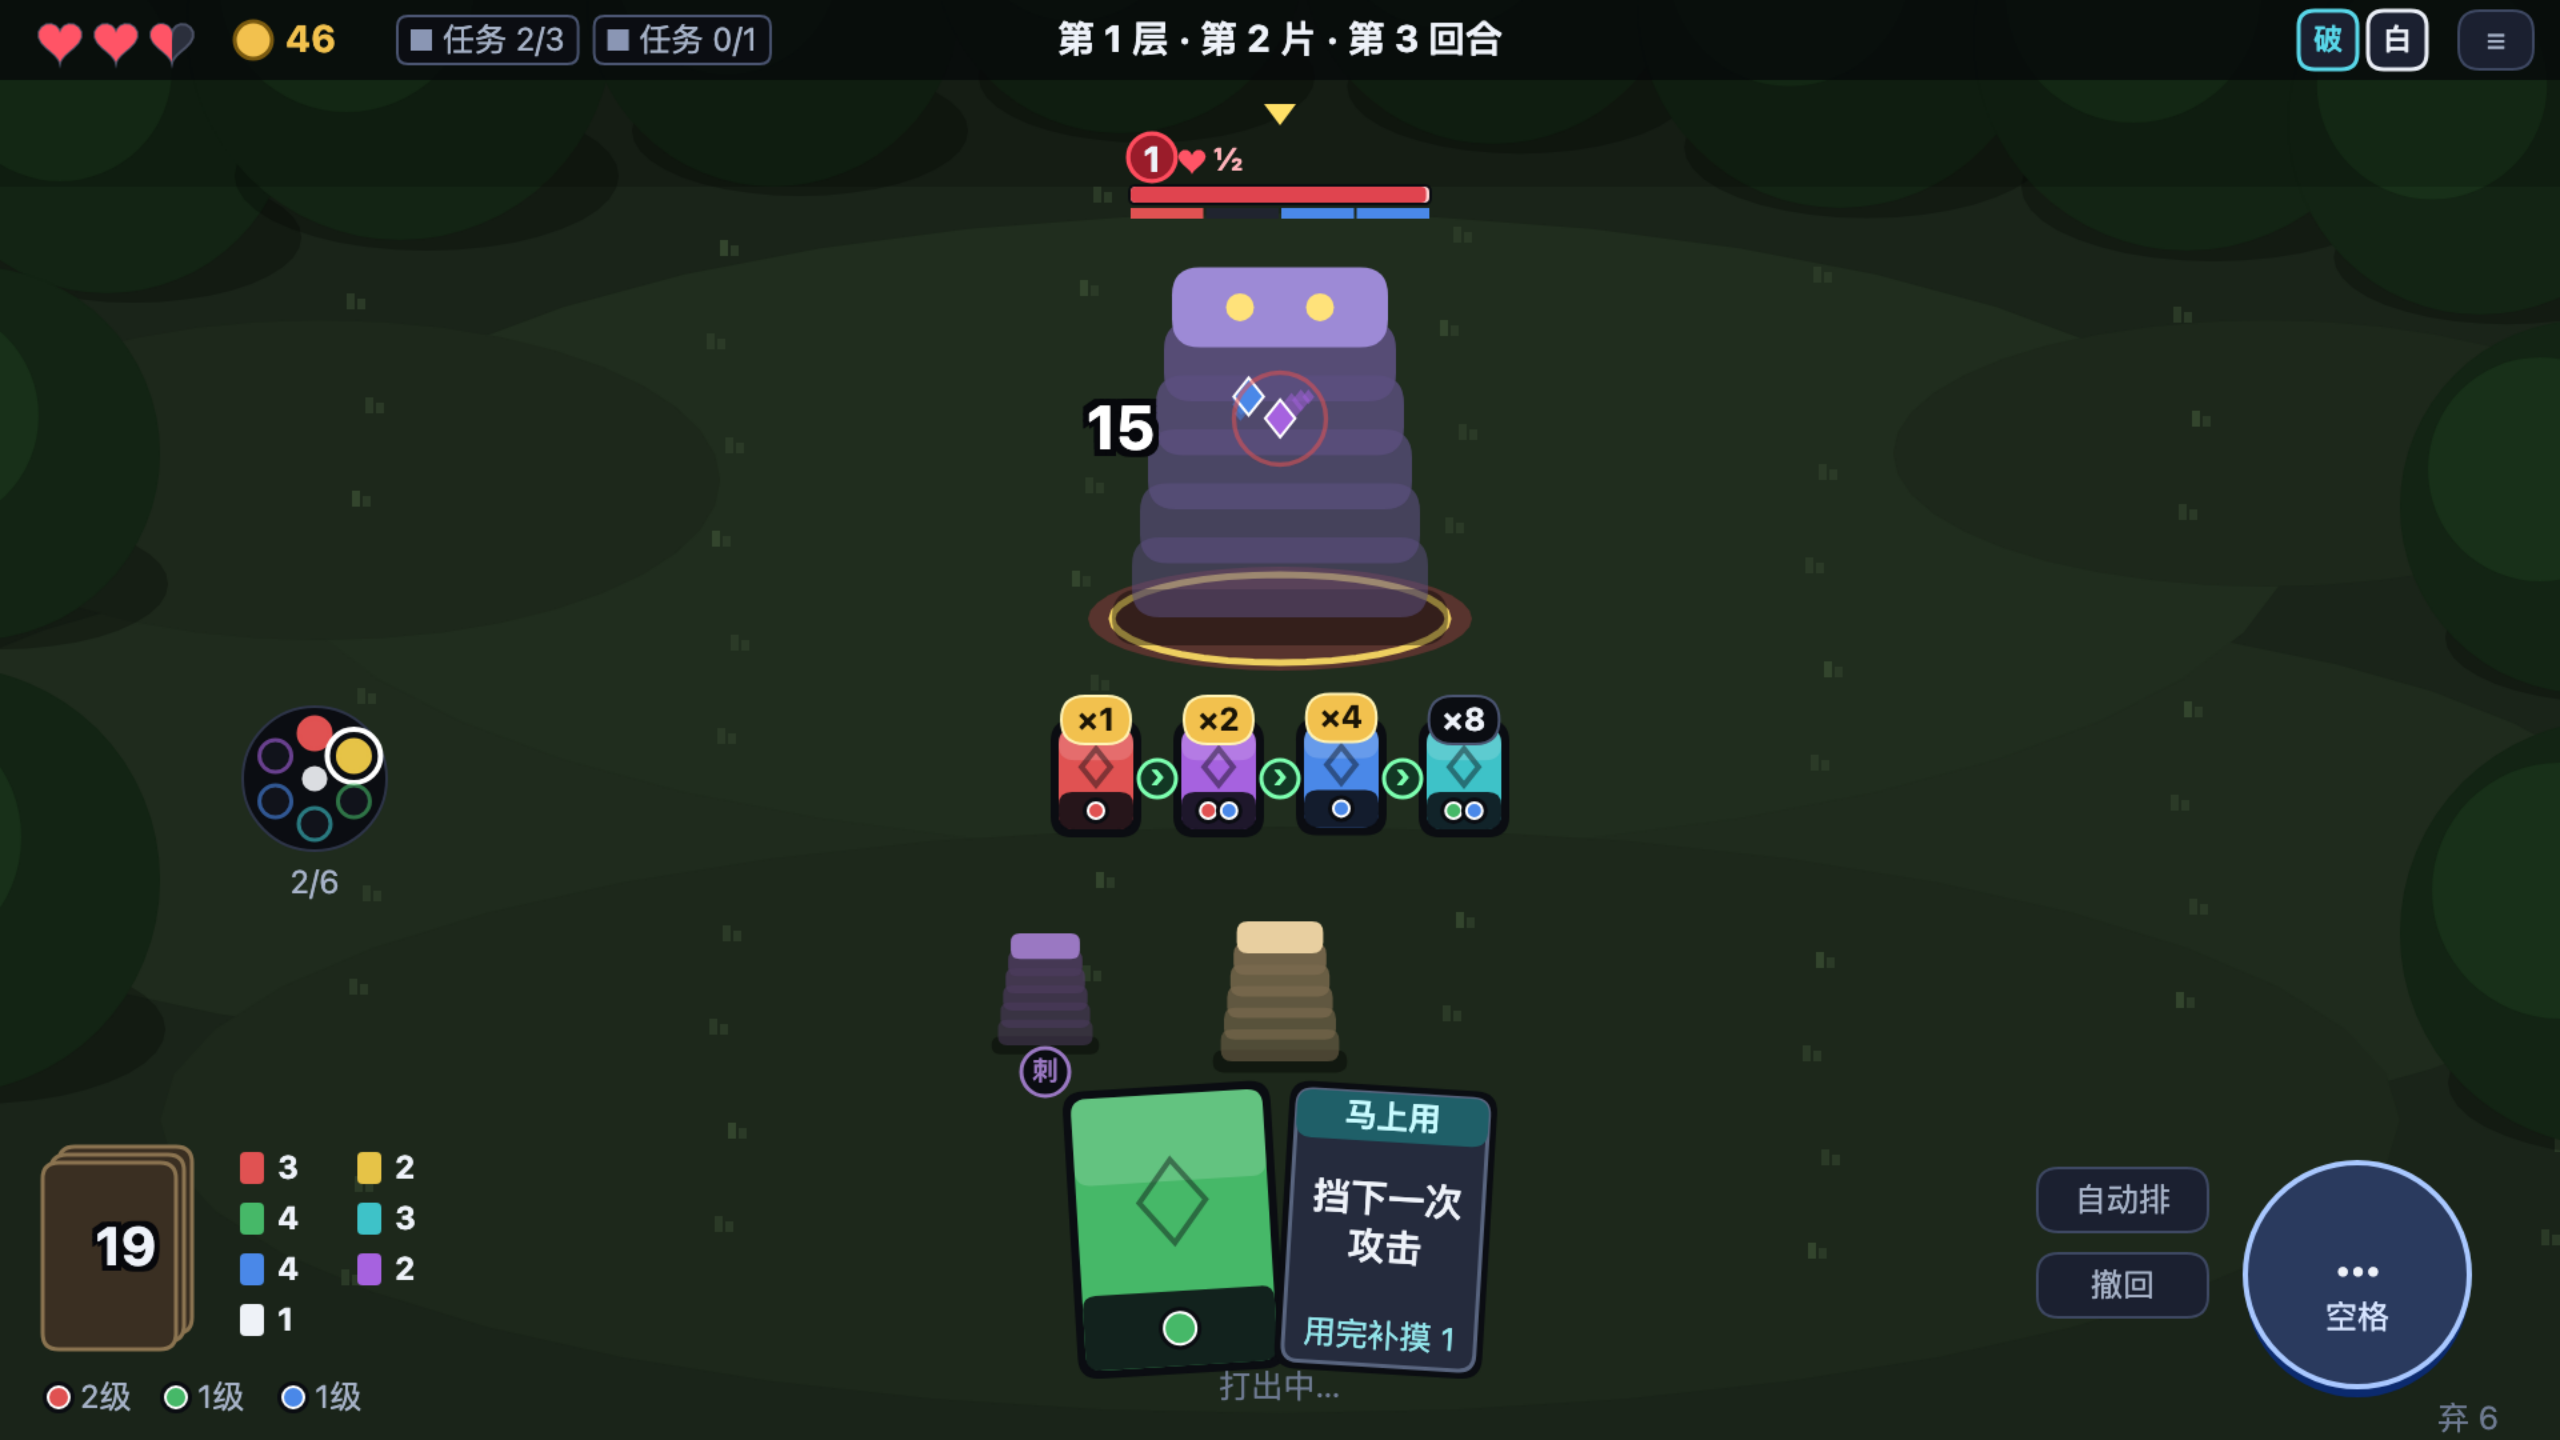 46
任务 2/3
任务 0/1
第 1 层 · 第 2 片 · 第 3 回合
破
白
≡
1 ½
15
×1
×2
×4
×8
2/6
刺
马上用
挡下一次
攻击
用完补摸 1
打出中...
19
3 2
4 3
4 2
1
2级
1级
1级
自动排
撤回
...
空格
弃 6